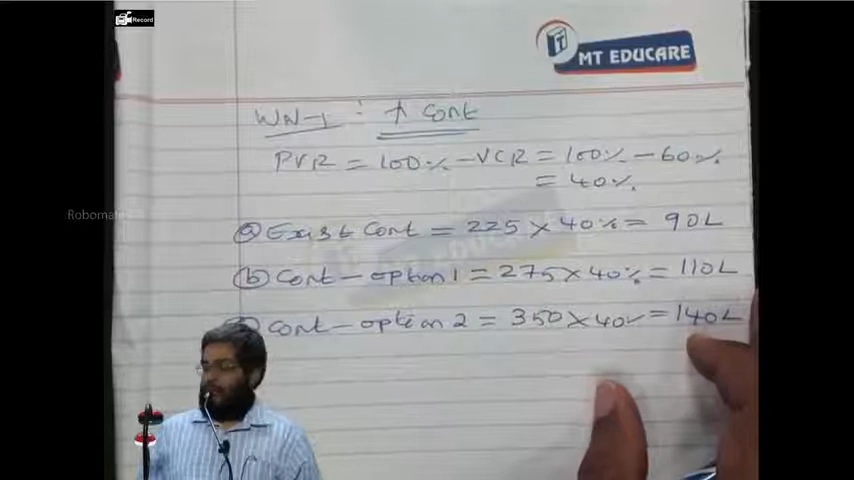 Record
MT EDUCARE
WN-1 : ↑ Cont
PVR = 100% - VCR = 100% - 60%
= 40%
Robomate
(a) Exist Cont = 225 × 40% = 90L
(b) Cont - option 1 = 275 × 40% = 110L
Cont - option 2 = 350 × 40% = 140L